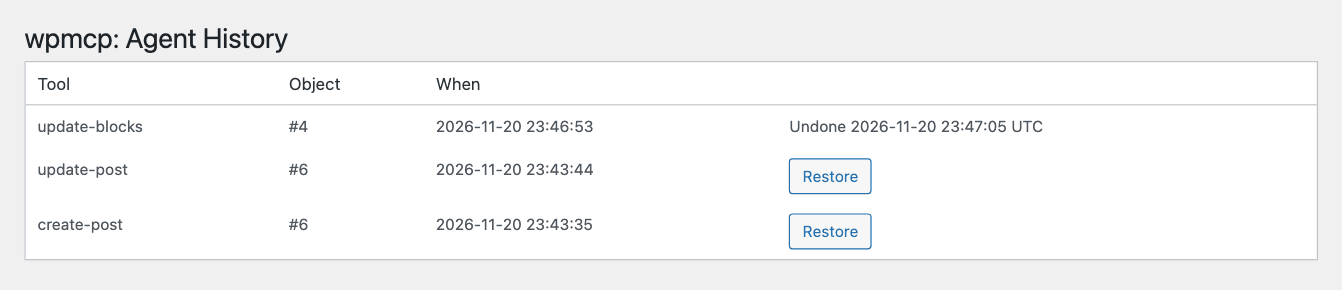 wpmcp: Agent History
Tool Object When
update-blocks #4 2026-11-20 23:46:53 Undone 2026-11-20 23:47:05 UTC
update-post #6 2026-11-20 23:43:44 Restore
create-post #6 2026-11-20 23:43:35 Restore